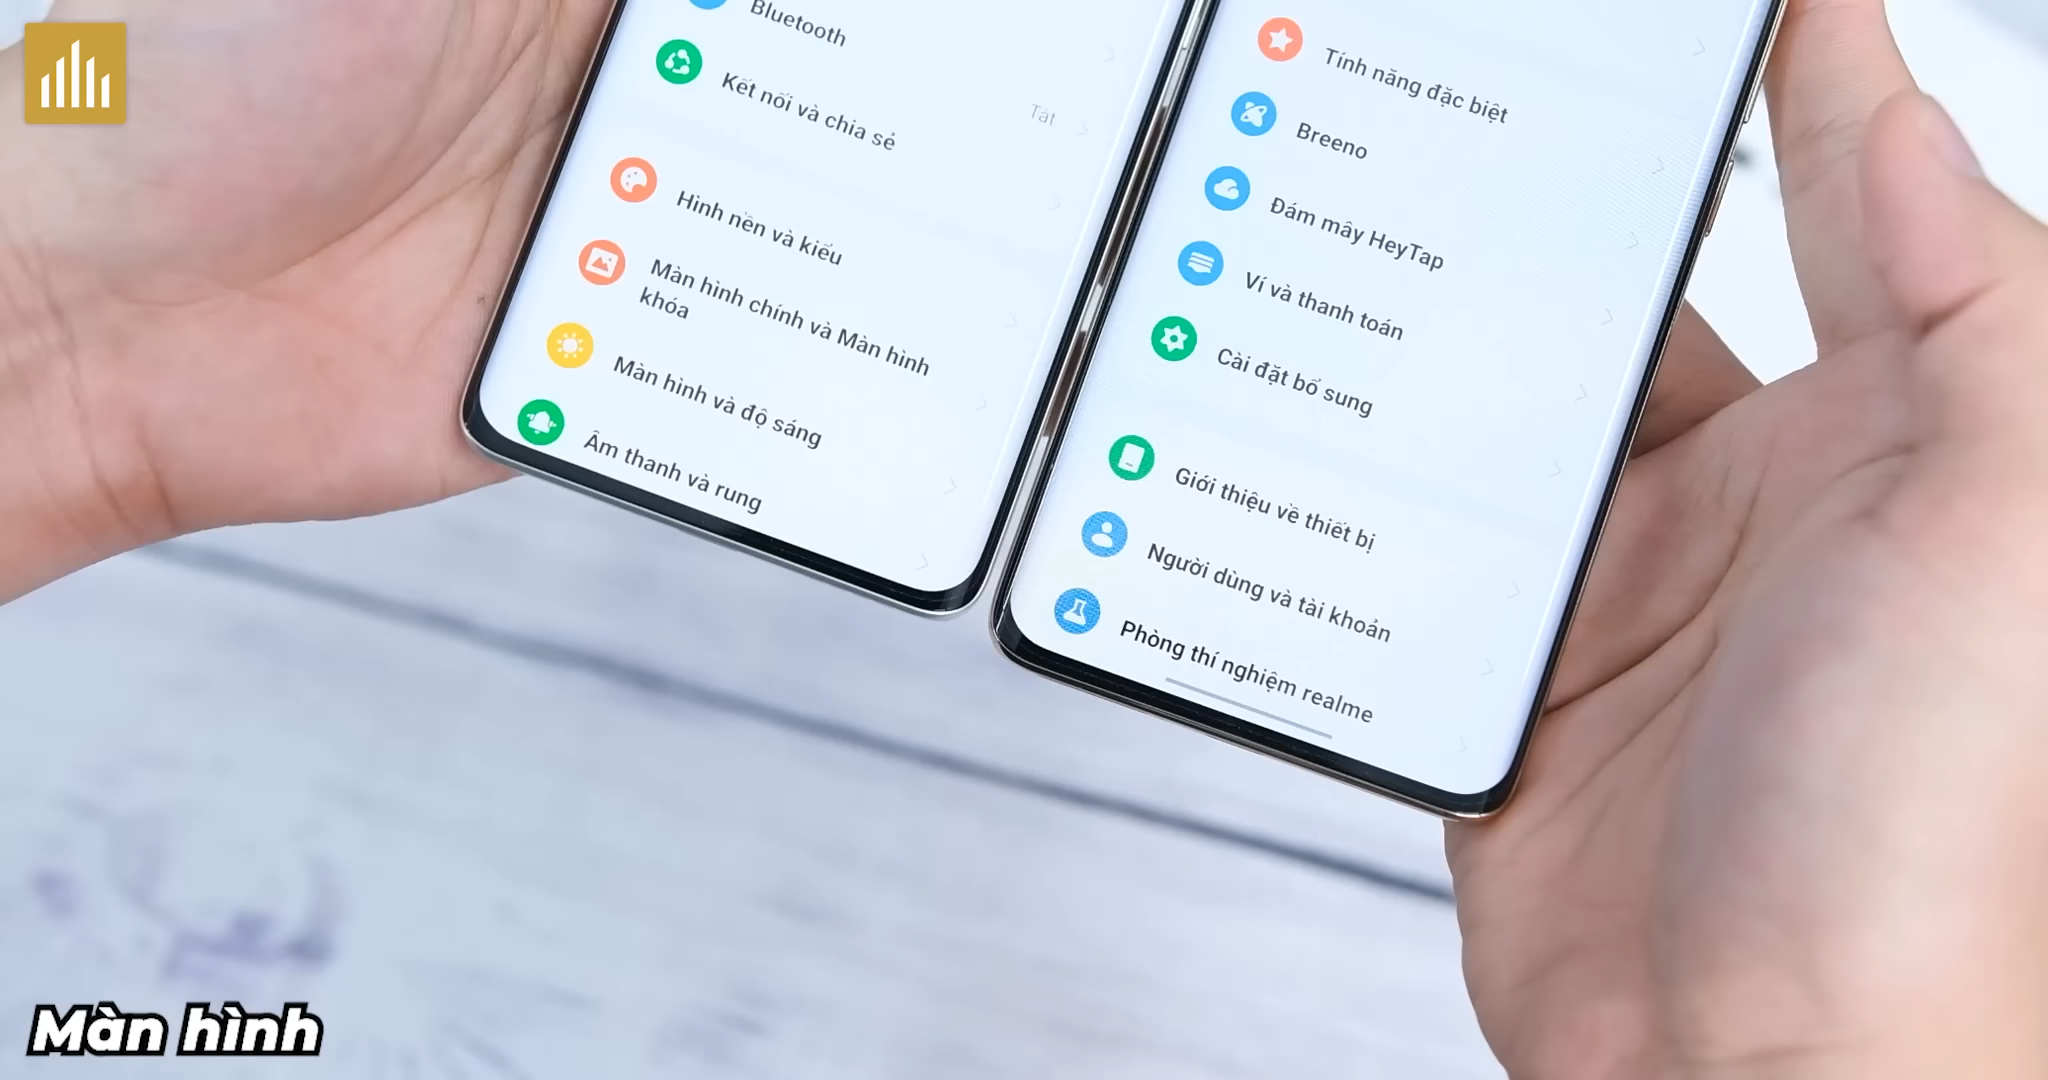 Bluetooth
Kết nối và chia sẻ
Tắt
Hình nền và kiểu
Màn hình chính và Màn hình
khóa
Màn hình và độ sáng
Âm thanh và rung
Tính năng đặc biệt
Breeno
Đám mây HeyTap
Ví và thanh toán
Cài đặt bổ sung
Giới thiệu về thiết bị
Người dùng và tài khoản
Phòng thí nghiệm realme
Màn hình